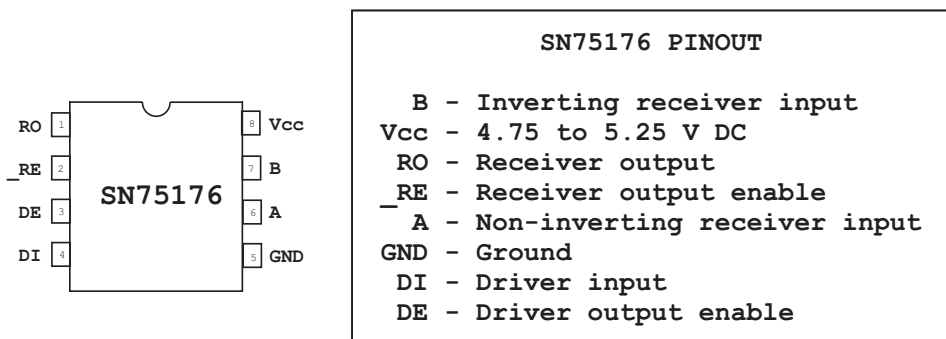 RO 1
_RE 2
DE 3
DI 4
SN75176
8 Vcc
7 B
6 A
5 GND
SN75176 PINOUT
B - Inverting receiver input
Vcc - 4.75 to 5.25 V DC
RO - Receiver output
_RE - Receiver output enable
A - Non-inverting receiver input
GND - Ground
DI - Driver input
DE - Driver output enable